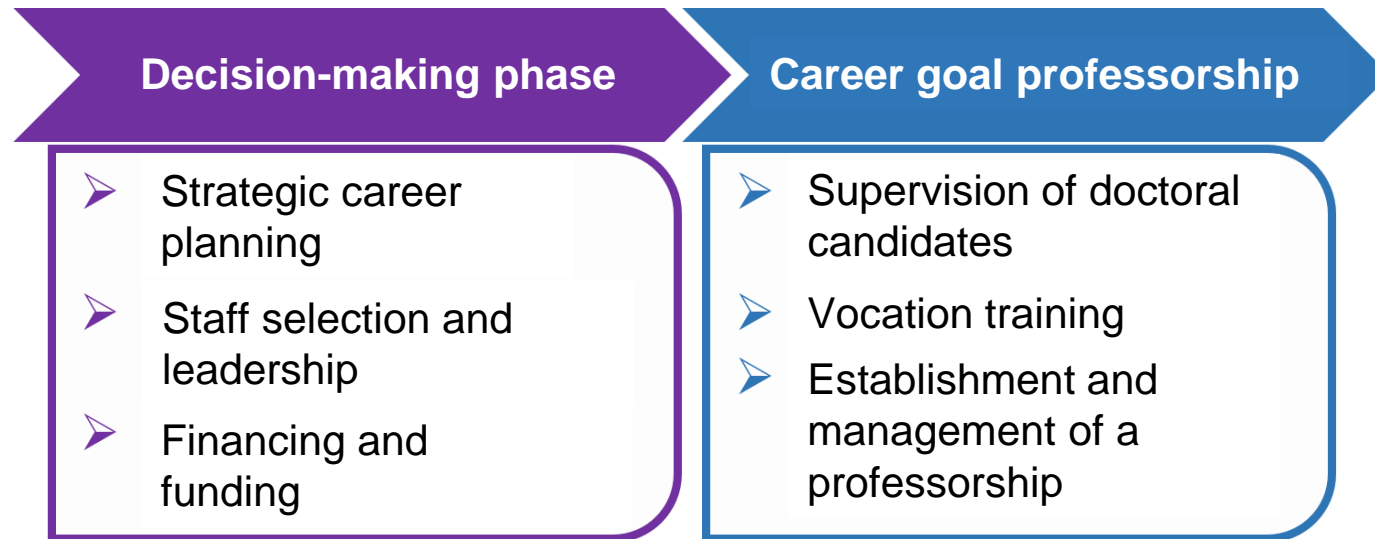 Decision-making phase
Strategic career
planning
Staff selection and
leadership
Financing and
funding
Career goal professorship
Supervision of doctoral
candidates
Vocation training
Establishment and
management of a
professorship